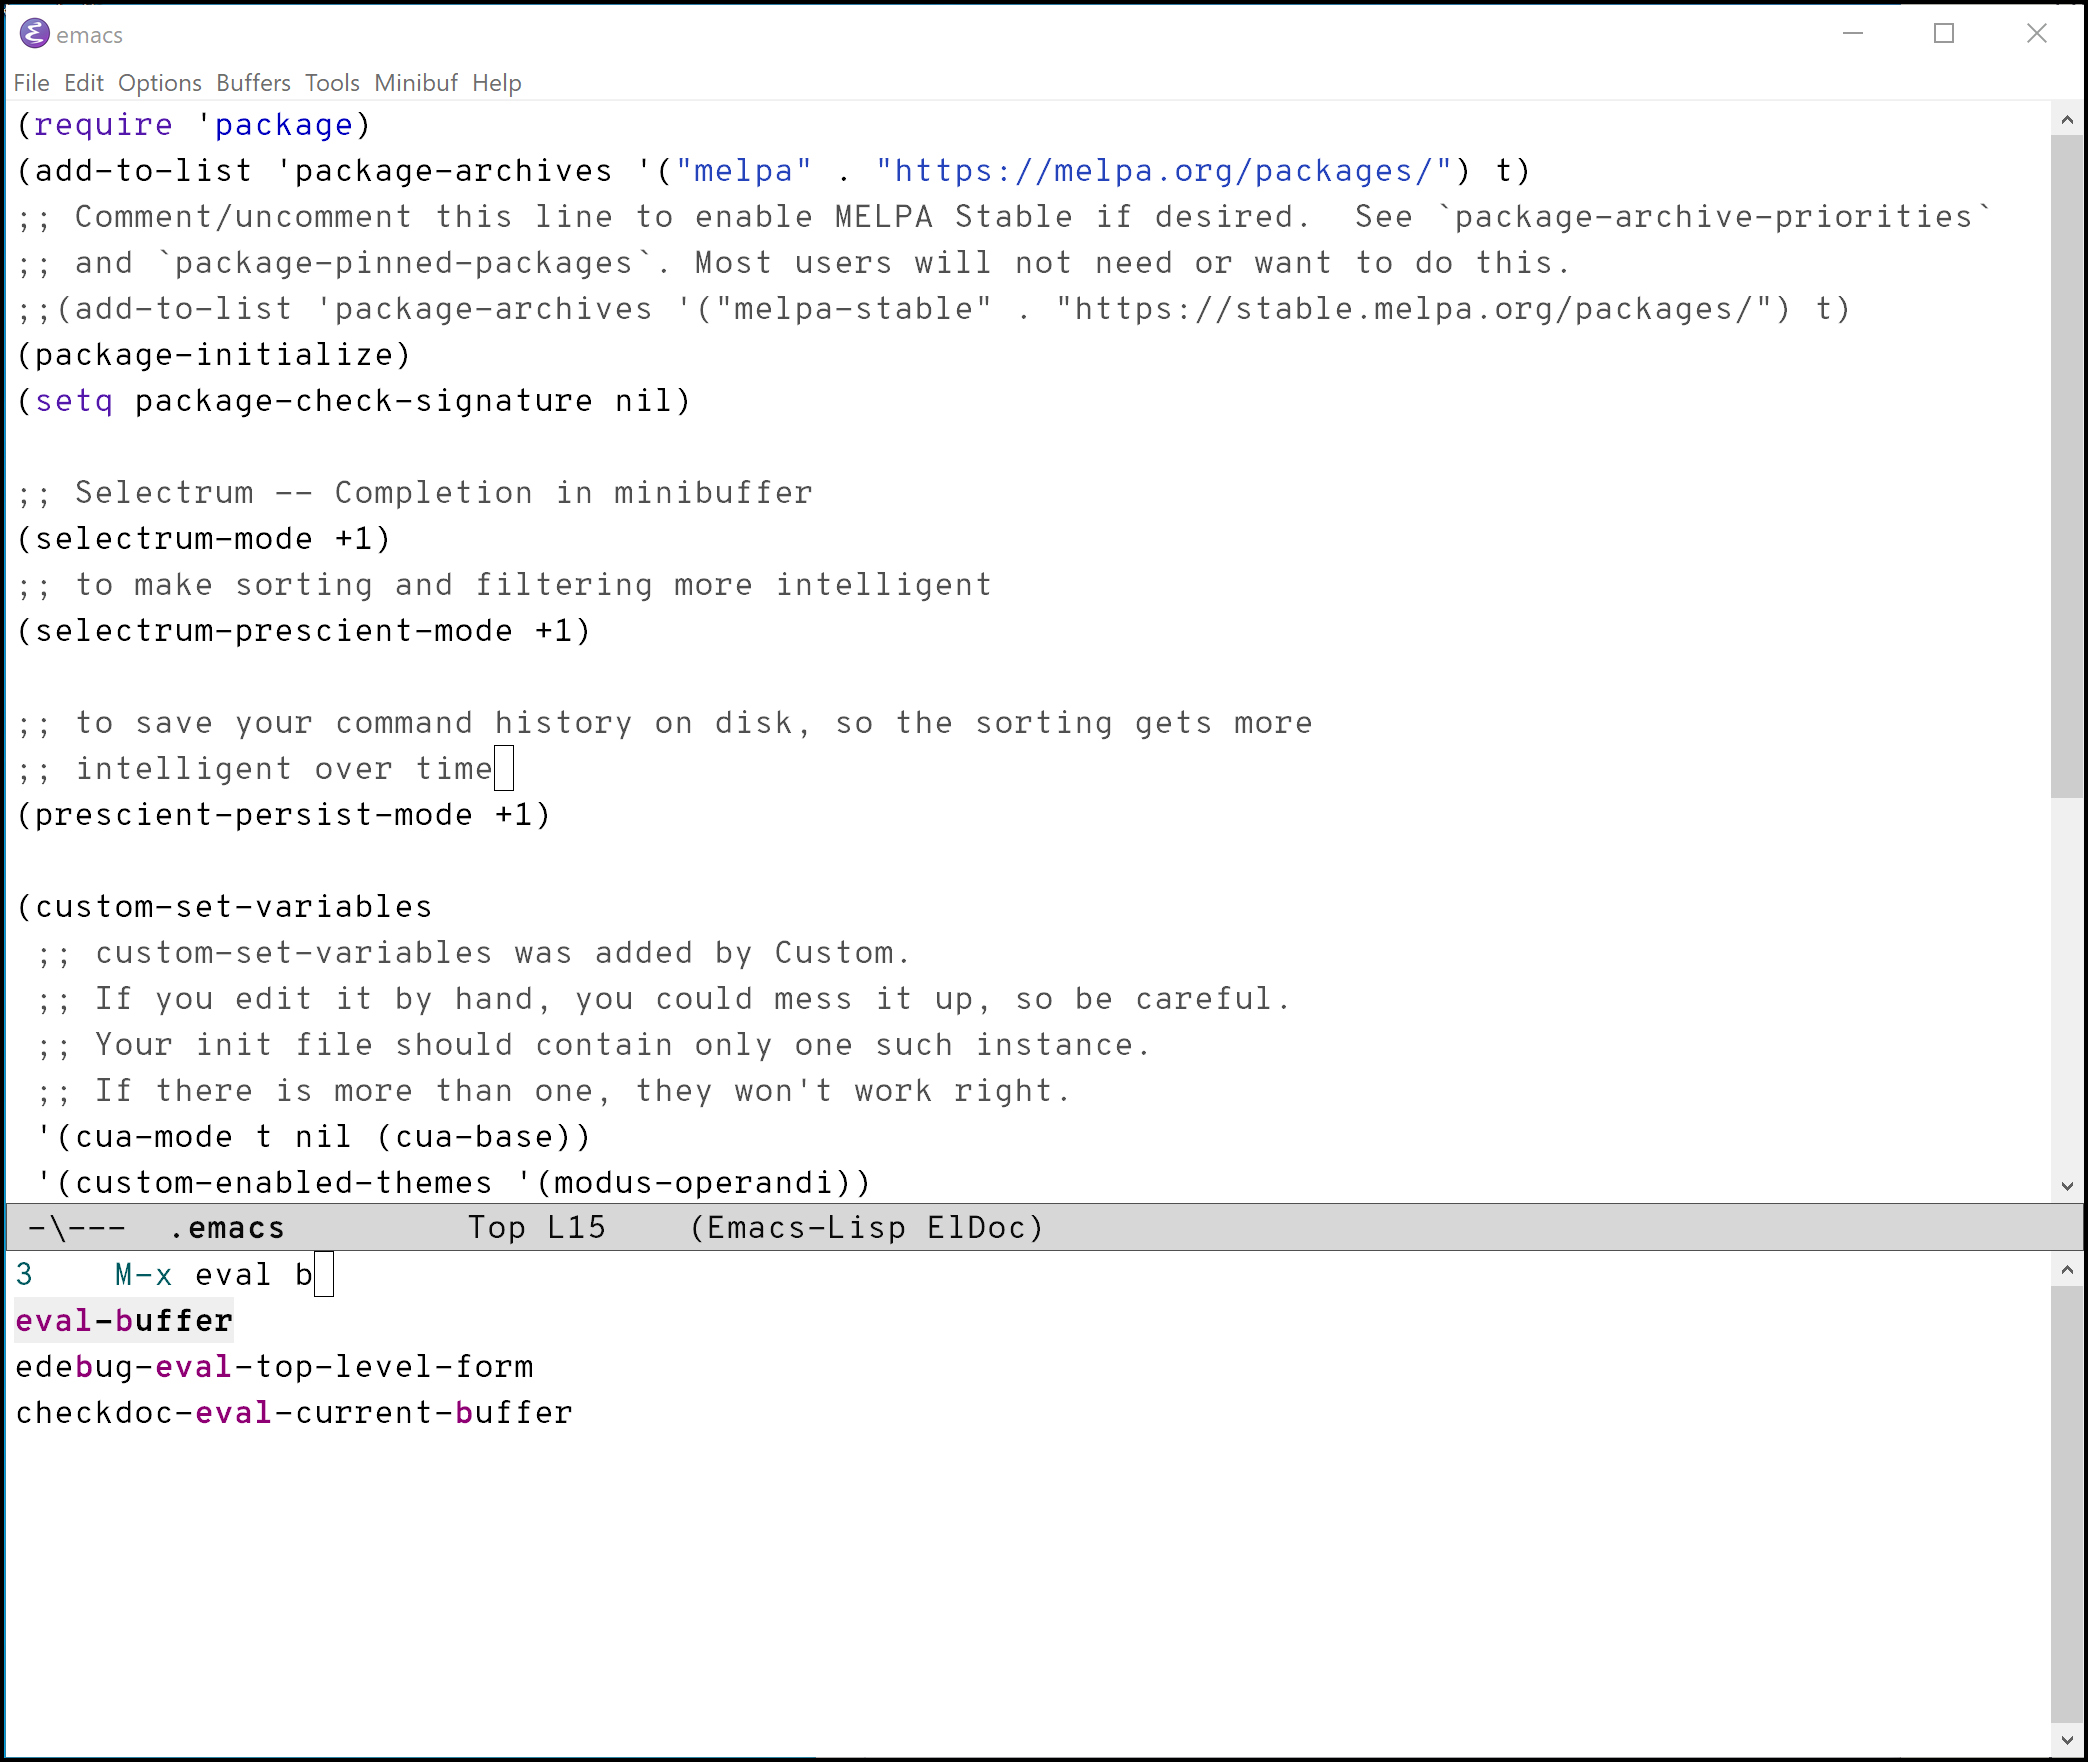 emacs
File Edit Options Buffers Tools Minibuf Help
(require 'package)
(add-to-list 'package-archives '("melpa" . "https://melpa.org/packages/") t)
;; Comment/uncomment this line to enable MELPA Stable if desired.  See `package-archive-priorities`
;; and `package-pinned-packages`. Most users will not need or want to do this.
;;(add-to-list 'package-archives '("melpa-stable" . "https://stable.melpa.org/packages/") t)
(package-initialize)
(setq package-check-signature nil)
;; Selectrum -- Completion in minibuffer
(selectrum-mode +1)
;; to make sorting and filtering more intelligent
(selectrum-prescient-mode +1)
;; to save your command history on disk, so the sorting gets more
;; intelligent over time
(prescient-persist-mode +1)
(custom-set-variables
 ;; custom-set-variables was added by Custom.
 ;; If you edit it by hand, you could mess it up, so be careful.
 ;; Your init file should contain only one such instance.
 ;; If there is more than one, they won't work right.
 '(cua-mode t nil (cua-base))
 '(custom-enabled-themes '(modus-operandi))
-\---  .emacs         Top L15    (Emacs-Lisp ElDoc)
3    M-x eval b
eval-buffer
edebug-eval-top-level-form
checkdoc-eval-current-buffer